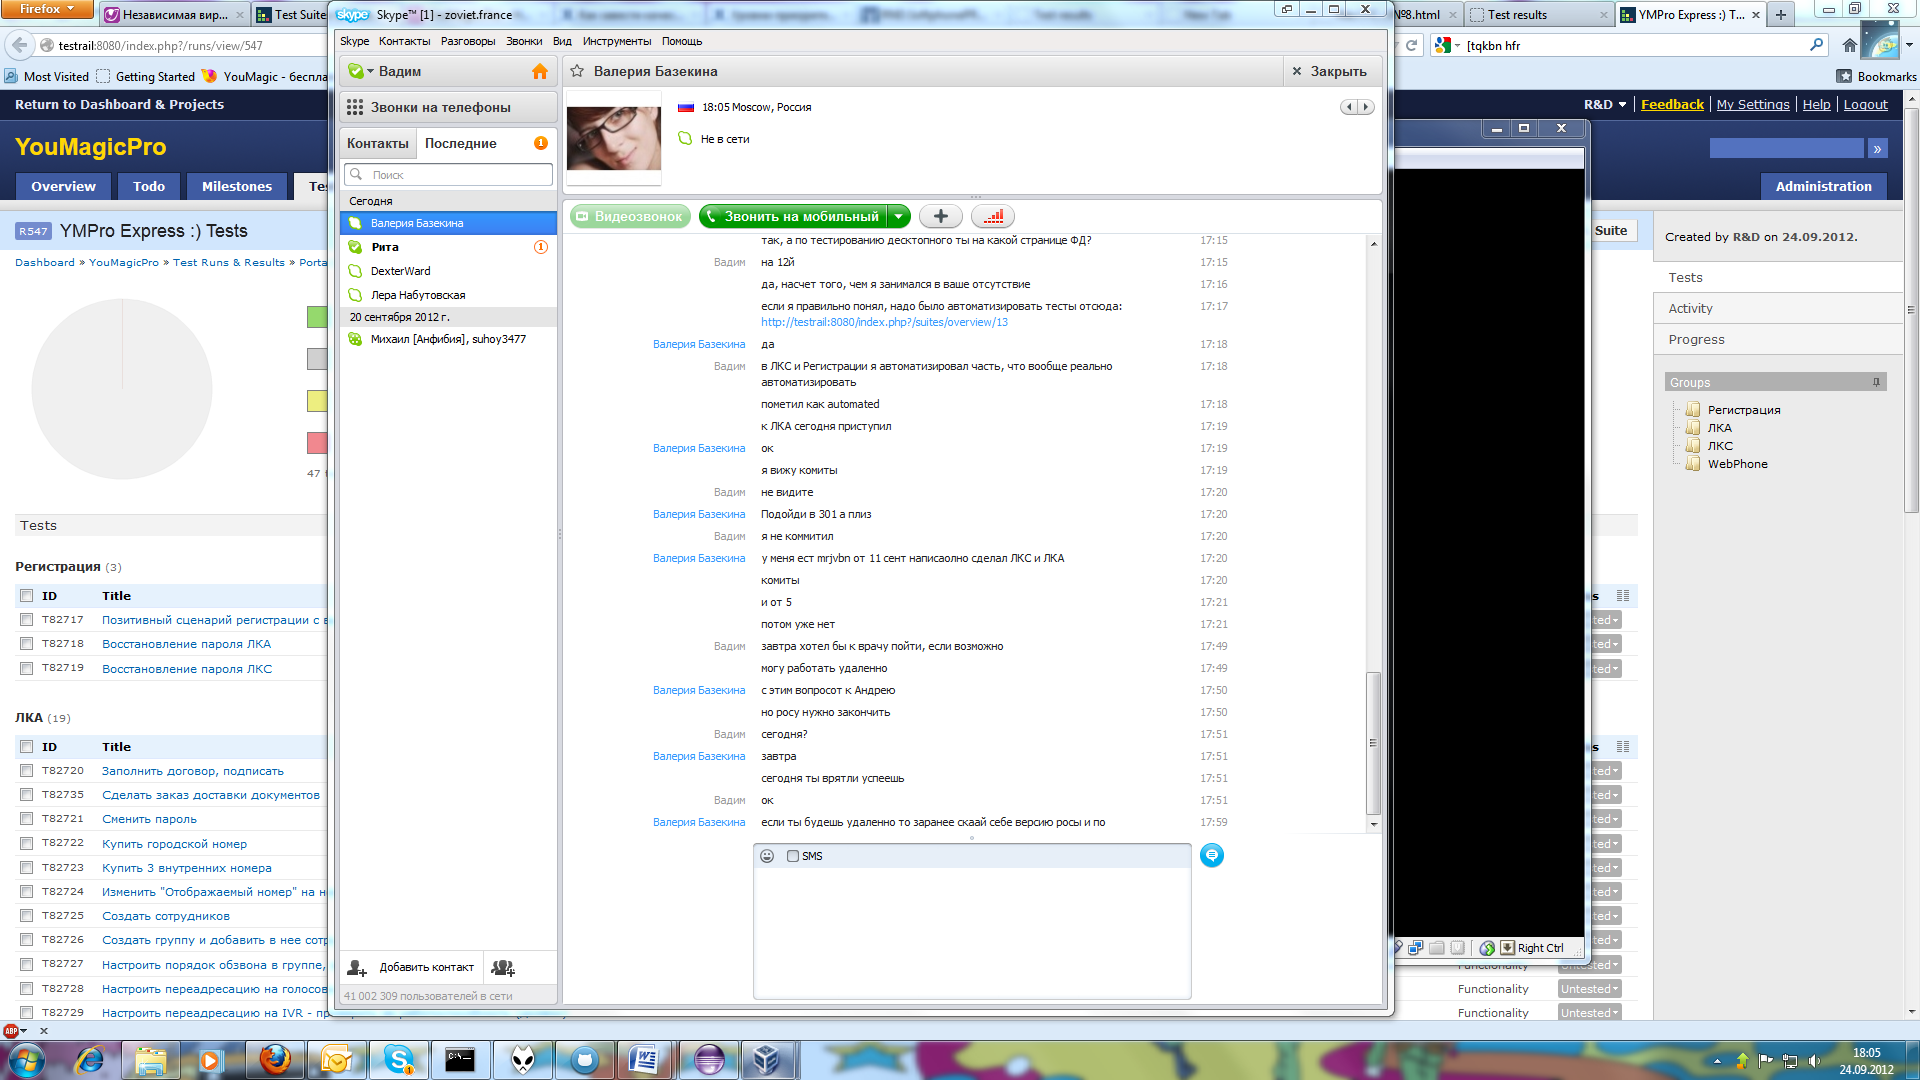 Firefox
Независимая вир...
Test Suite
№8.html
Test results
YMPro Express :) T...
testrail:8080/index.php?/runs/view/547
[tqkbn hfr
Most Visited
Getting Started
YouMagic - беспла
Bookmarks
Return to Dashboard & Projects
R&D
Feedback
My Settings
Help
Logout
YouMagicPro
»
Overview
Todo
Milestones
Te
Administration
R547
YMPro Express :) Tests
Suite
Dashboard » YouMagicPro » Test Runs & Results » Porta
47
Created by R&D on 24.09.2012.
Tests
Activity
Progress
Groups
Регистрация
ЛКА
ЛКС
WebPhone
Tests
Регистрация (3)
ID Title
T82717 Позитивный сценарий регистрации с в
T82718 Восстановление пароля ЛКА
T82719 Восстановление пароля ЛКС
ЛКА (19)
ID Title
T82720 Заполнить договор, подписать
T82735 Сделать заказ доставки документов
T82721 Сменить пароль
T82722 Купить городской номер
T82723 Купить 3 внутренних номера
T82724 Изменить "Отображаемый номер" на н
T82725 Создать сотрудников
T82726 Создать группу и добавить в нее сотр
T82727 Настроить порядок обзвона в группе,
T82728 Настроить переадресацию на голосов
Functionality Untested
T82729 Настроить переадресацию на IVR - пр
Functionality Untested
Skype™ [1] - zoviet.france
Skype Контакты Разговоры Звонки Вид Инструменты Помощь
Вадим
Звонки на телефоны
Контакты
Последние
1
Поиск
Сегодня
Валерия Базекина
Рита 1
DexterWard
Лера Набутовская
20 сентября 2012 г.
Михаил [Анфибия], suhoy3477
Добавить контакт
41 002 309 пользователей в сети
Валерия Базекина
Закрыть
18:05 Moscow, Россия
Не в сети
Видеозвонок
Звонить на мобильный
так, а по тестированию десктопного ты на какой странице ФД? 17:15
Вадим на 12й 17:15
да, насчет того, чем я занимался в ваше отсутствие 17:16
если я правильно понял, надо было автоматизировать тесты отсюда: 17:17
http://testrail:8080/index.php?/suites/overview/13
Валерия Базекина да 17:18
Вадим в ЛКС и Регистрации я автоматизировал часть, что вообще реально 17:18
автоматизировать
пометил как automated 17:18
к ЛКА сегодня приступил 17:19
Валерия Базекина ок 17:19
я вижу комиты 17:19
Вадим не видите 17:20
Валерия Базекина Подойди в 301 а плиз 17:20
Вадим я не коммитил 17:20
Валерия Базекина у меня ест mrjvbn от 11 сент написаолно сделал ЛКС и ЛКА 17:20
комиты 17:20
и от 5 17:21
потом уже нет 17:21
Вадим завтра хотел бы к врачу пойти, если возможно 17:49
могу работать удаленно 17:49
Валерия Базекина с этим вопросот к Андрею 17:50
но росу нужно закончить 17:50
Вадим сегодня? 17:51
Валерия Базекина завтра 17:51
сегодня ты врятли успеешь 17:51
Вадим ок 17:51
Валерия Базекина если ты будешь удаленно то заранее скаай себе версию росы и по 17:59
SMS
Right Ctrl
ABP
18:05
24.09.2012